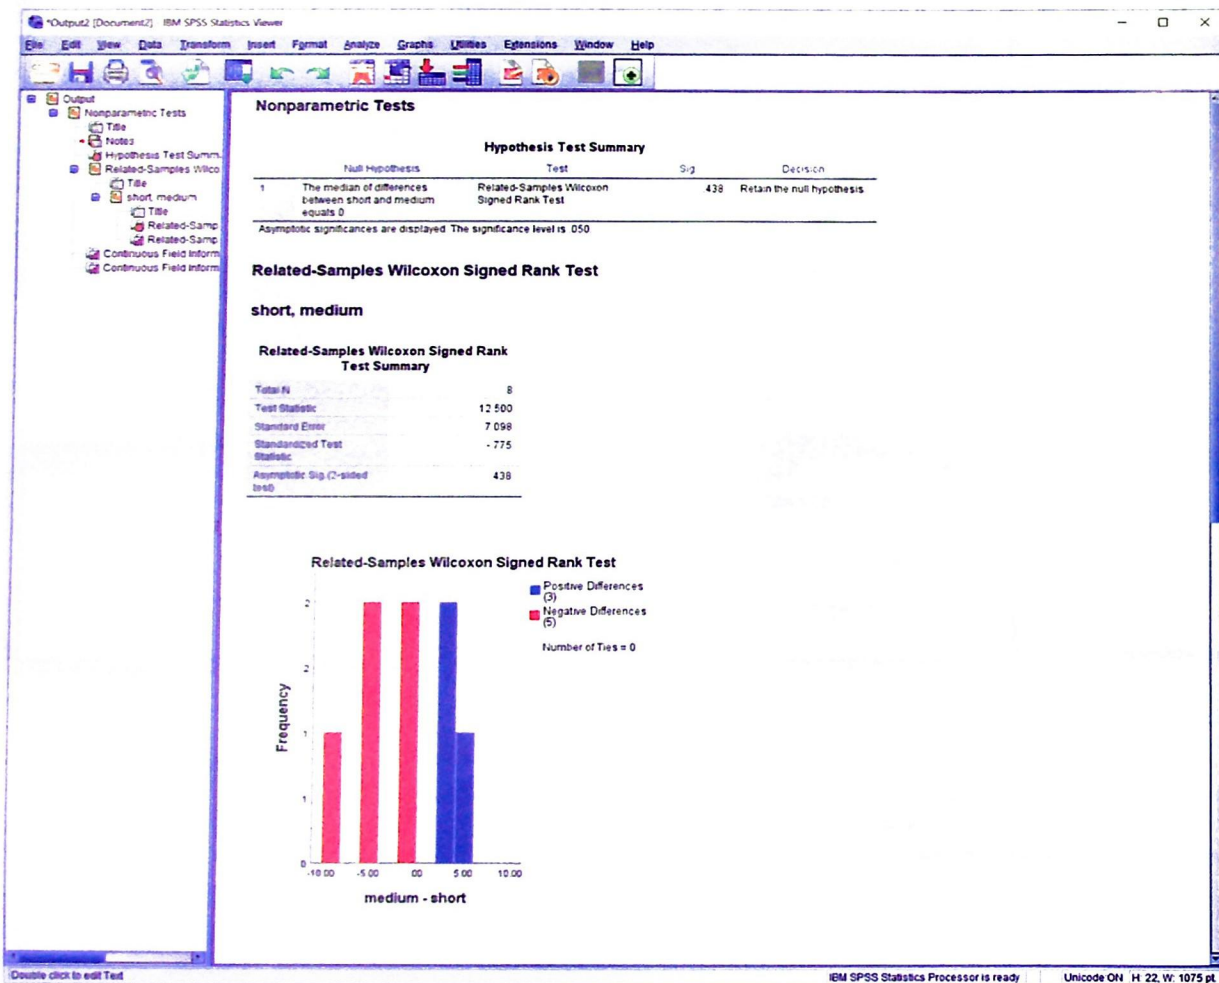 *Output2 [Document2] IBM SPSS Statistics Viewer
File Edit View Data Transform Insert Format Analyze Graphs Utilities Extensions Window Help
Output
Nonparametric Tests
Title
Notes
Hypothesis Test Summ
Related-Samples Wilco
Title
short, medium
Title
Related-Samp
Related-Samp
Continuous Field Inform
Continuous Field Inform
Nonparametric Tests
Hypothesis Test Summary
Null Hypothesis Test Sig Decision
1 The median of differences between short and medium equals 0 Related-Samples Wilcoxon Signed Rank Test 438 Retain the null hypothesis
Asymptotic significances are displayed The significance level is 050
Related-Samples Wilcoxon Signed Rank Test
short, medium
Related-Samples Wilcoxon Signed Rank
Test Summary
Total N 8
Test Statistic 12 500
Standard Error 7 098
Standardized Test Statistic - 775
Asymptotic Sig.(2-sided test) 438
Related-Samples Wilcoxon Signed Rank Test
Positive Differences
(3)
Negative Differences
(5)
Number of Ties = 0
Frequency
2
2
1
1
0
-10 00 -5 00 00 5 00 10 00
medium - short
Double click to edit Text IBM SPSS Statistics Processor is ready Unicode ON H: 22, W: 1075 pt